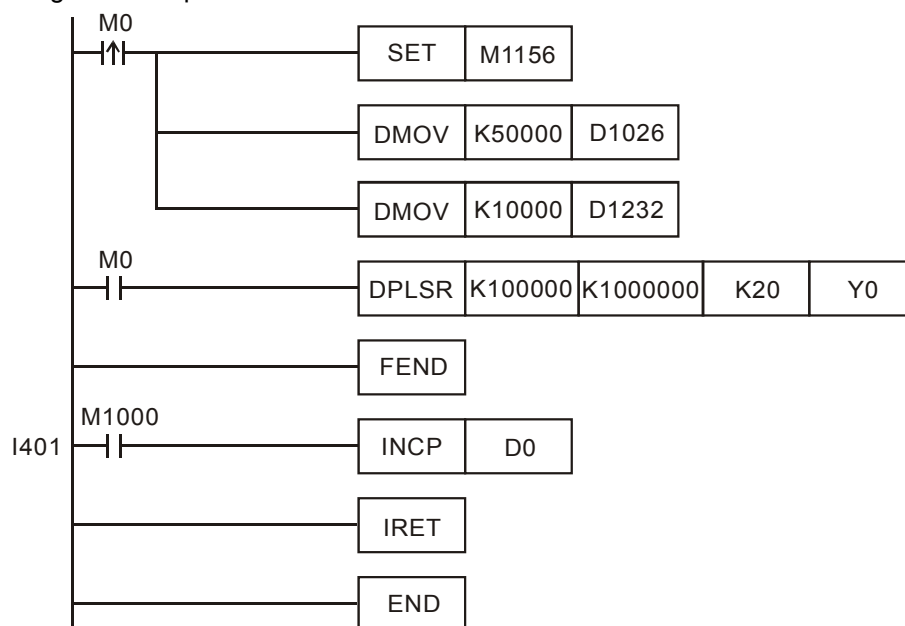 M0
SET M1156
DMOV K50000 D1026
DMOV K10000 D1232
M0
DPLSR K100000 K1000000 K20 Y0
FEND
M1000
I401 INCP D0
IRET
END